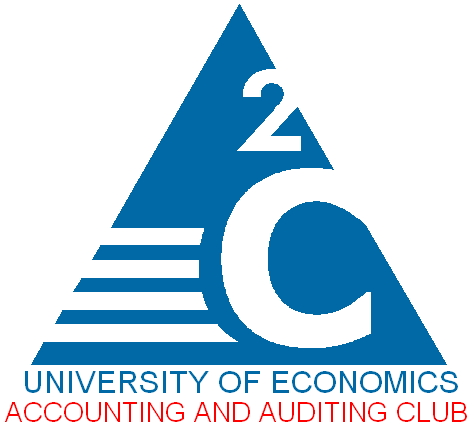 2
C
UNIVERSITY OF ECONOMICS
ACCOUNTING AND AUDITING CLUB